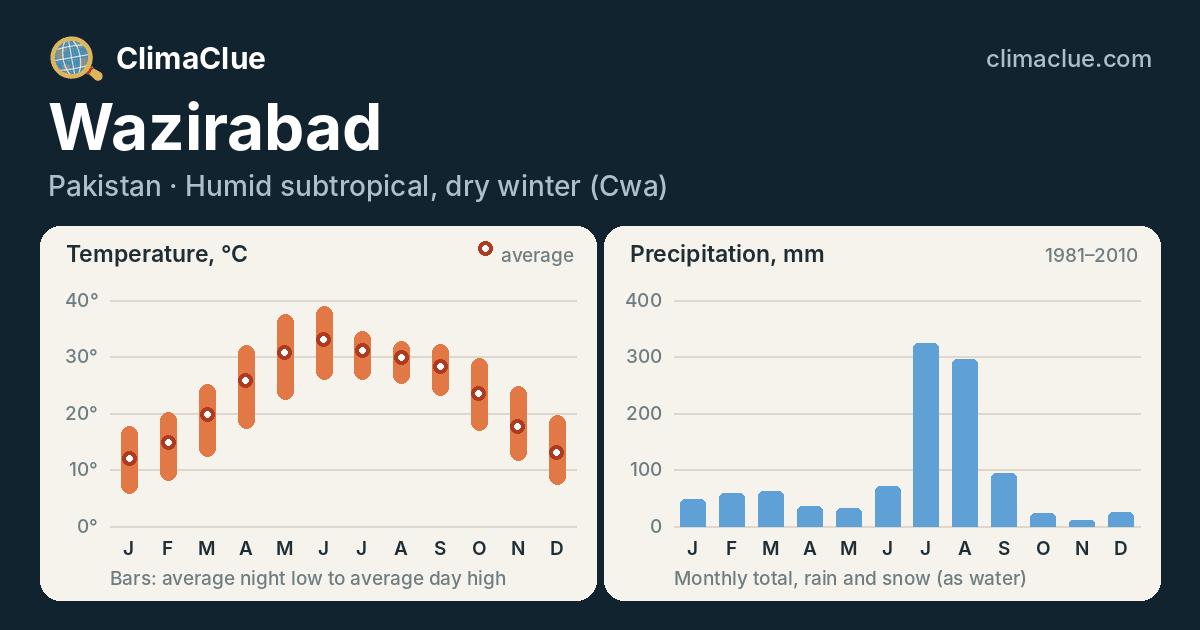 ClimaClue
climaclue.com
Wazirabad
Pakistan · Humid subtropical, dry winter (Cwa)
Temperature, °C
average
40°
30°
20°
10°
0°
J F M A M J J A S O N D
Bars: average night low to average day high
Precipitation, mm
1981–2010
400
300
200
100
0
J F M A M J J A S O N D
Monthly total, rain and snow (as water)